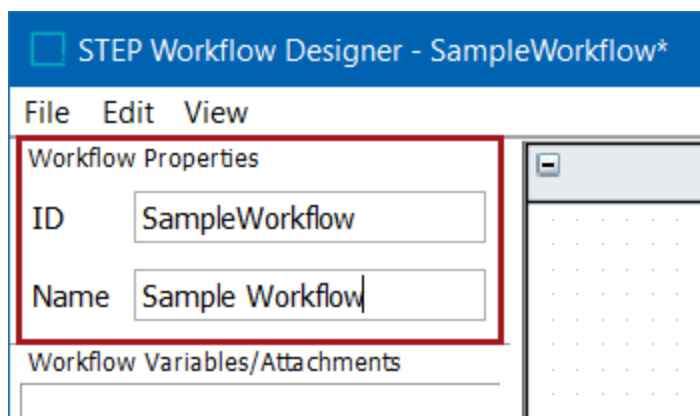 STEP Workflow Designer - SampleWorkflow*
File Edit View
Workflow Properties
ID SampleWorkflow
Name Sample Workflow
Workflow Variables/Attachments